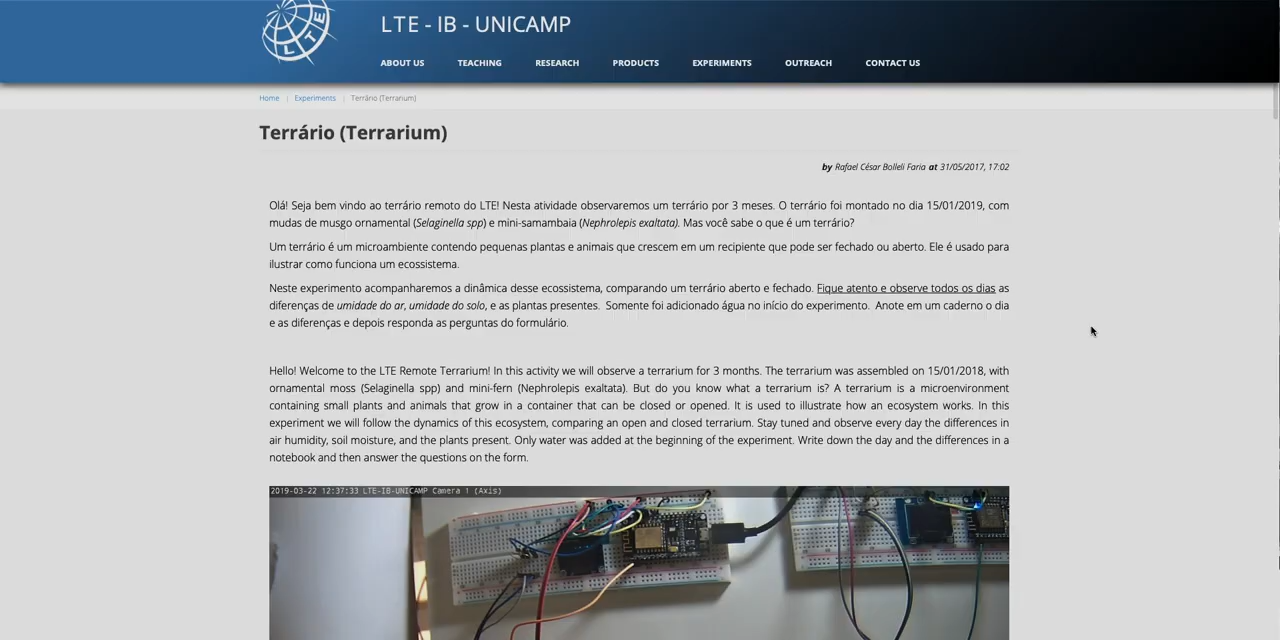 LTE
LTE - IB - UNICAMP
ABOUT US TEACHING RESEARCH PRODUCTS EXPERIMENTS OUTREACH CONTACT US
Home | Experiments | Terrário (Terrarium)
Terrário (Terrarium)
by Rafael César Bolleli Faria at 31/05/2017, 17:02
Olá! Seja bem vindo ao terrário remoto do LTE! Nesta atividade observaremos um terrário por 3 meses. O terrário foi montado no dia 15/01/2019, com
mudas de musgo ornamental (Selaginella spp) e mini-samambaia (Nephrolepis exaltata). Mas você sabe o que é um terrário?
Um terrário é um microambiente contendo pequenas plantas e animais que crescem em um recipiente que pode ser fechado ou aberto. Ele é usado para
ilustrar como funciona um ecossistema.
Neste experimento acompanharemos a dinâmica desse ecossistema, comparando um terrário aberto e fechado. Fique atento e observe todos os dias as
diferenças de umidade do ar, umidade do solo, e as plantas presentes. Somente foi adicionado água no início do experimento. Anote em um caderno o dia
e as diferenças e depois responda as perguntas do formulário.
Hello! Welcome to the LTE Remote Terrarium! In this activity we will observe a terrarium for 3 months. The terrarium was assembled on 15/01/2018, with
ornamental moss (Selaginella spp) and mini-fern (Nephrolepis exaltata). But do you know what a terrarium is? A terrarium is a microenvironment
containing small plants and animals that grow in a container that can be closed or opened. It is used to illustrate how an ecosystem works. In this
experiment we will follow the dynamics of this ecosystem, comparing an open and closed terrarium. Stay tuned and observe every day the differences in
air humidity, soil moisture, and the plants present. Only water was added at the beginning of the experiment. Write down the day and the differences in a
notebook and then answer the questions on the form.
2019-03-22 12:37:33 LTE-IB-UNICAMP Camera 1 (Axis)